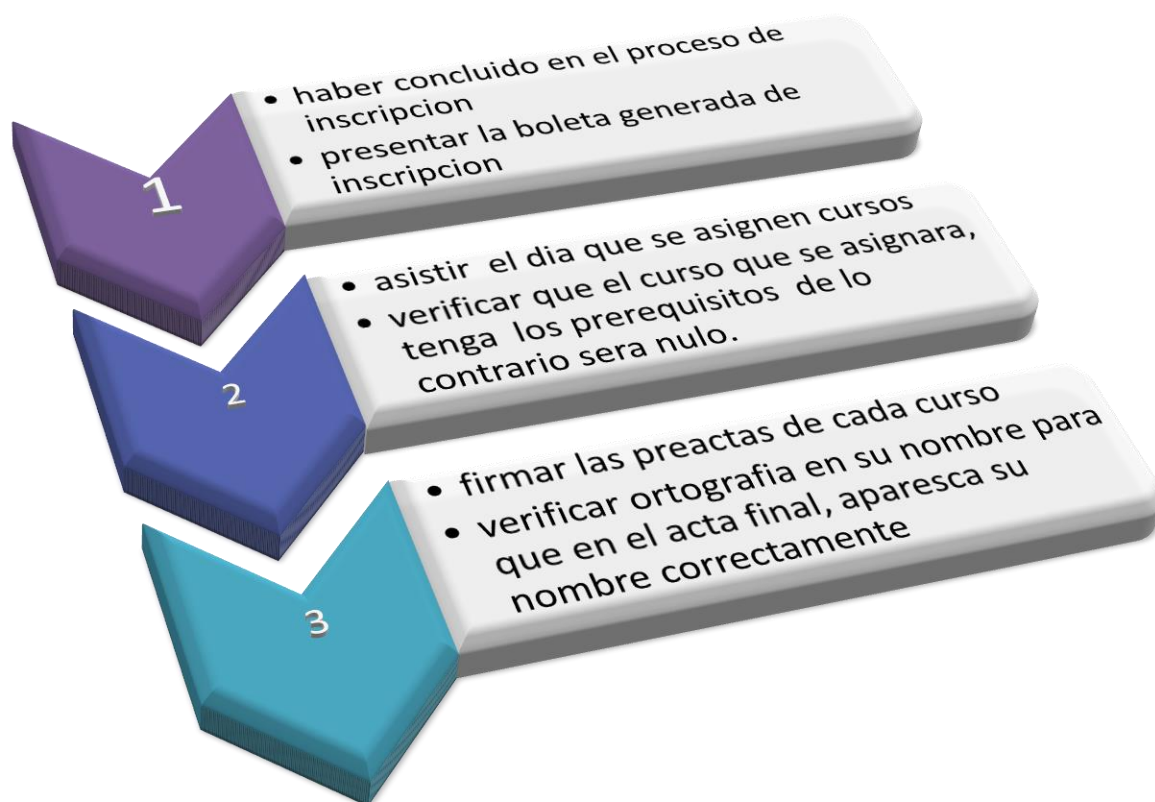 1
• haber concluido en el proceso de
inscripcion
• presentar la boleta generada de
inscripcion
2
• asistir el dia que se asignen cursos
• verificar que el curso que se asignara,
tenga los prerequisitos de lo
contrario sera nulo.
3
• firmar las preactas de cada curso
• verificar ortografia en su nombre para
que en el acta final, aparesca su
nombre correctamente